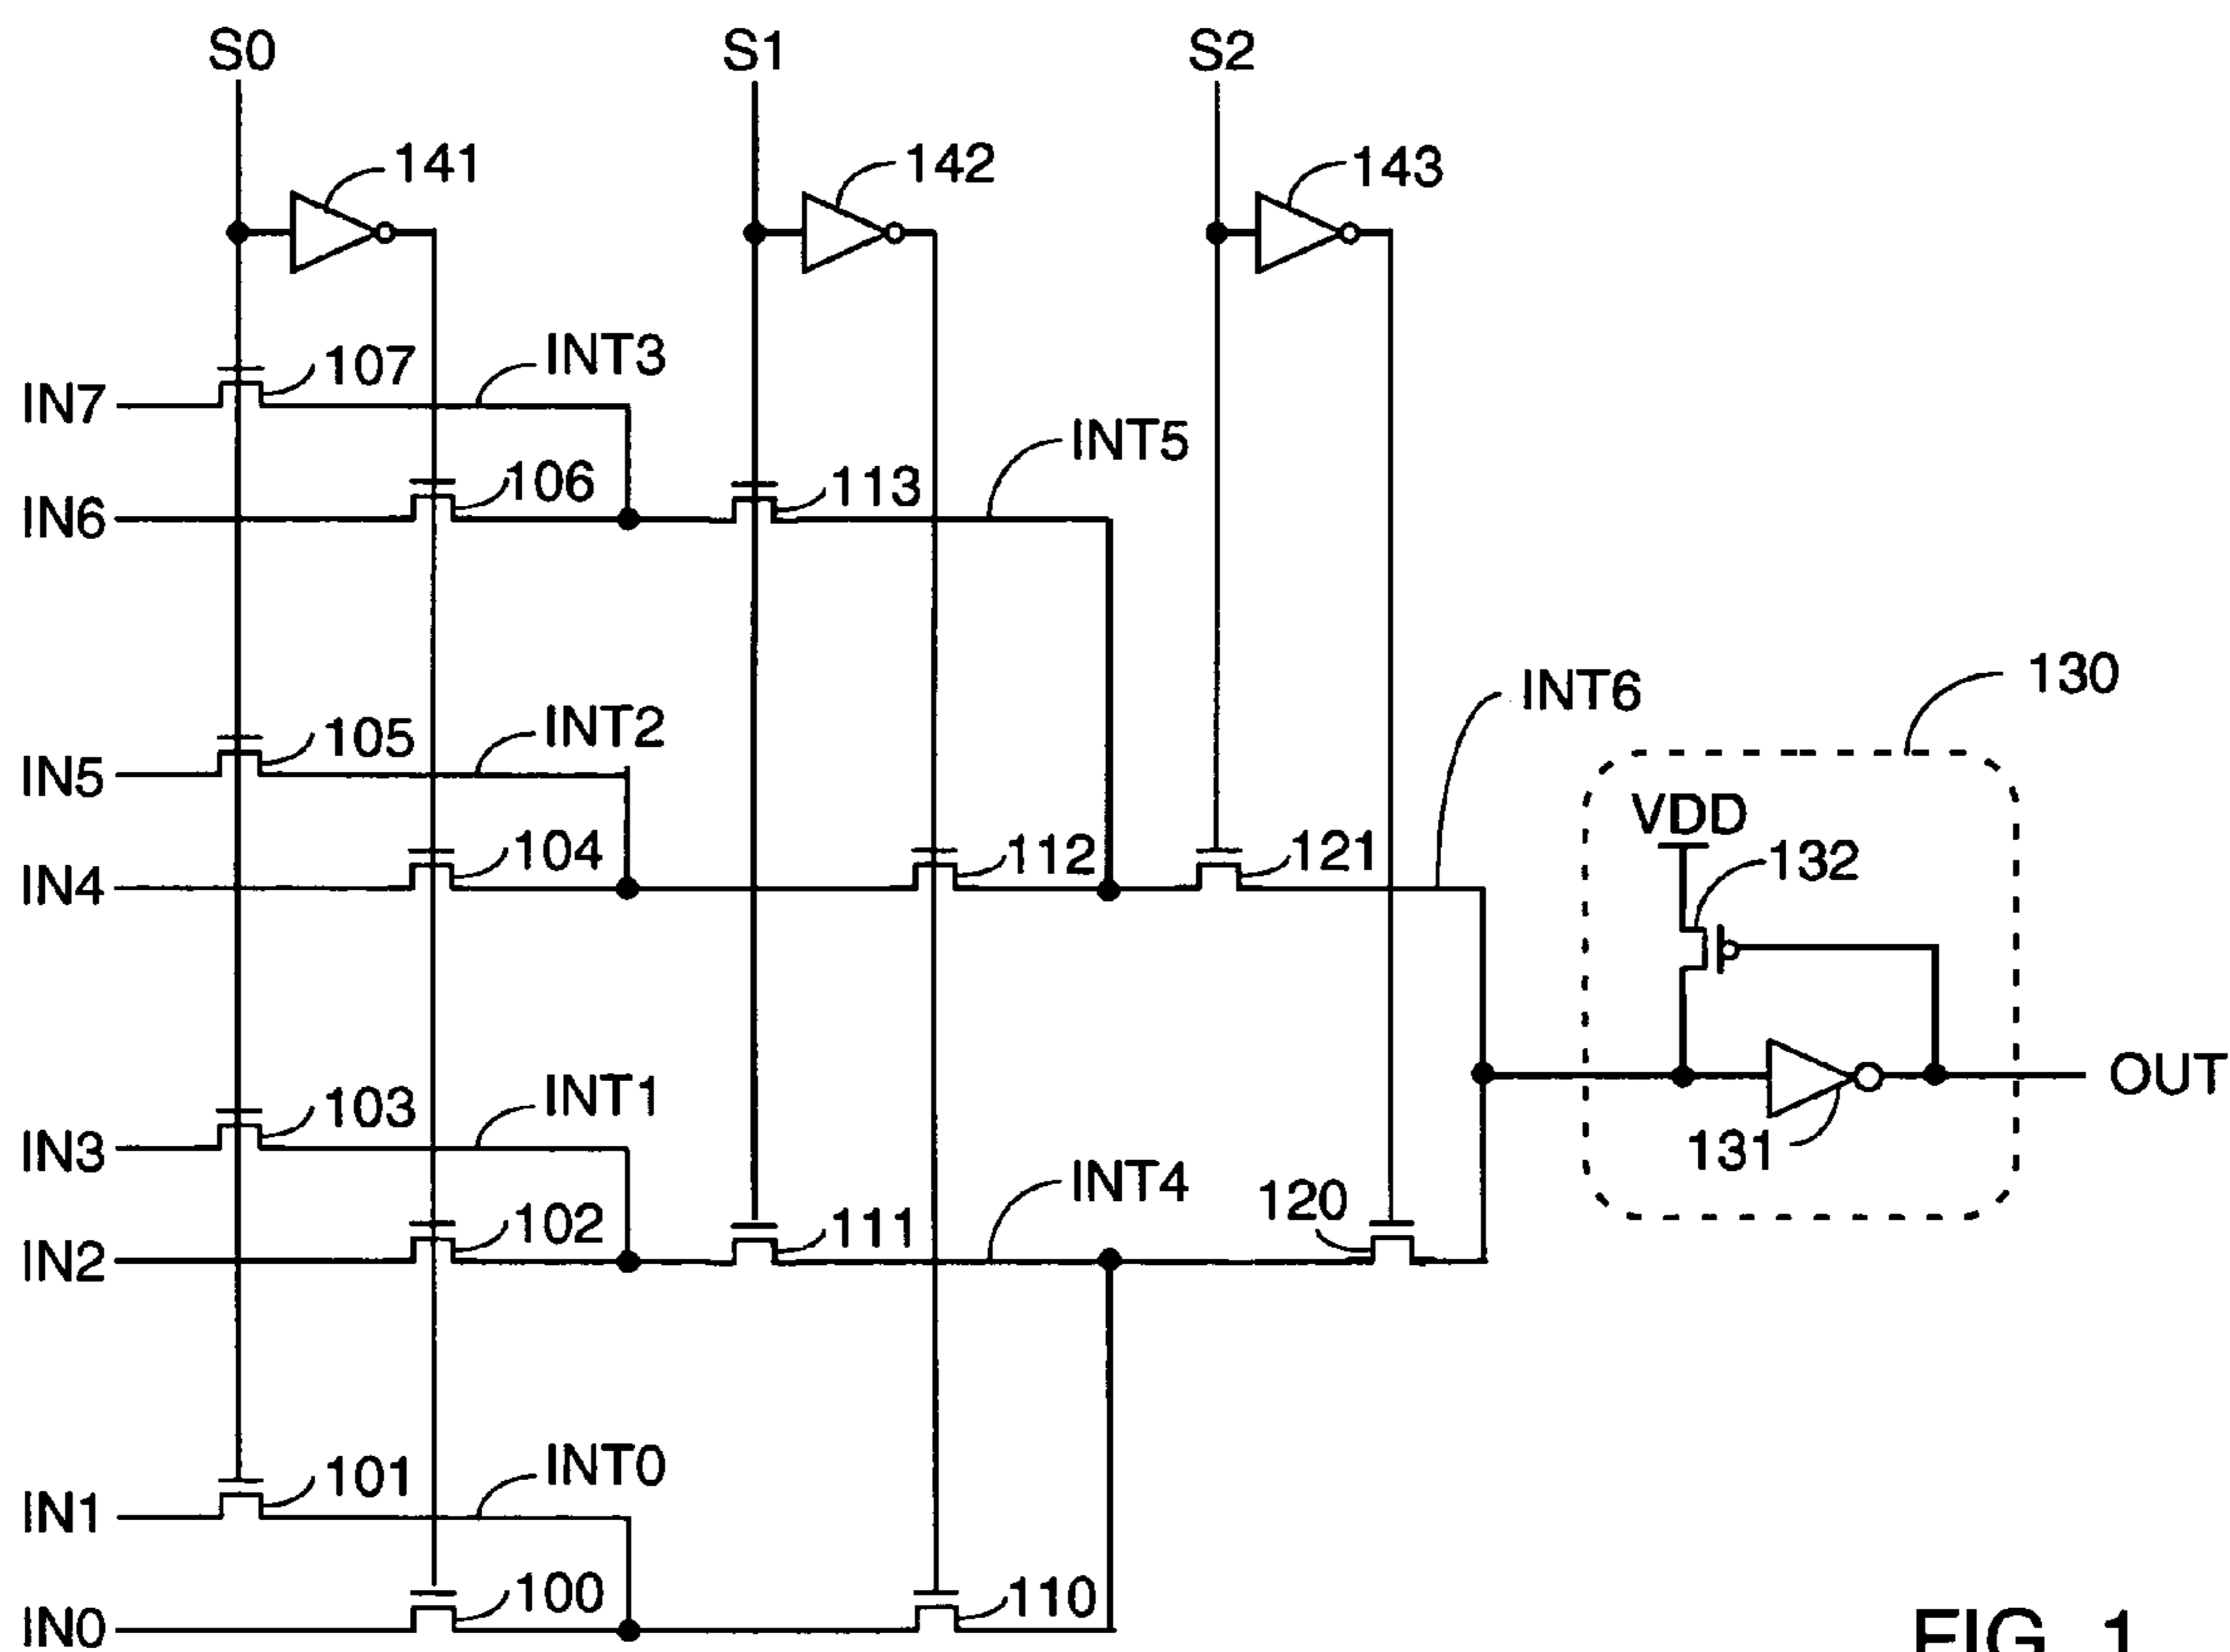 S0 S1 S2
141 142 143
107 INT3
IN7
INT5
106 113
IN6
INT6 130
105 INT2
IN5
VDD
104 112 121 132
IN4
OUT
103 INT1
IN3
131
INT4
102 111 120
IN2
101 INT0
IN1
100 110
IN0
FIG. 1